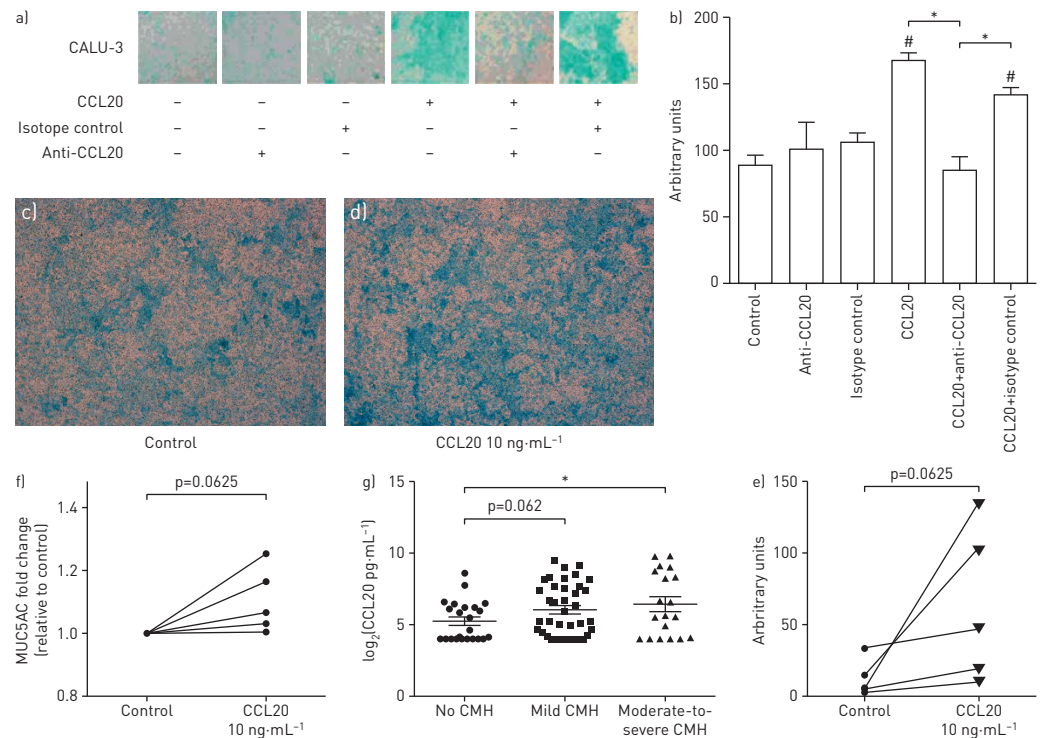 a)
CALU-3
CCL20 – – – + + +
Isotope control – – + – – +
Anti-CCL20 – + – – + –
b)
Arbitrary units
200
150
100
50
0
* *
# #
Control
Anti-CCL20
Isotype control
CCL20
CCL20+anti-CCL20
CCL20+isotype control
c)
Control
d)
CCL20 10 ng·mL⁻¹
f)
MUC5AC fold change
(relative to control)
1.4
1.2
1.0
0.8
p=0.0625
Control
CCL20
10 ng·mL⁻¹
g)
log₂(CCL20 pg·mL⁻¹)
15
10
5
0
*
p=0.062
No CMH
Mild CMH
Moderate-to-
severe CMH
e)
Arbritrary units
150
100
50
0
p=0.0625
Control
CCL20
10 ng·mL⁻¹